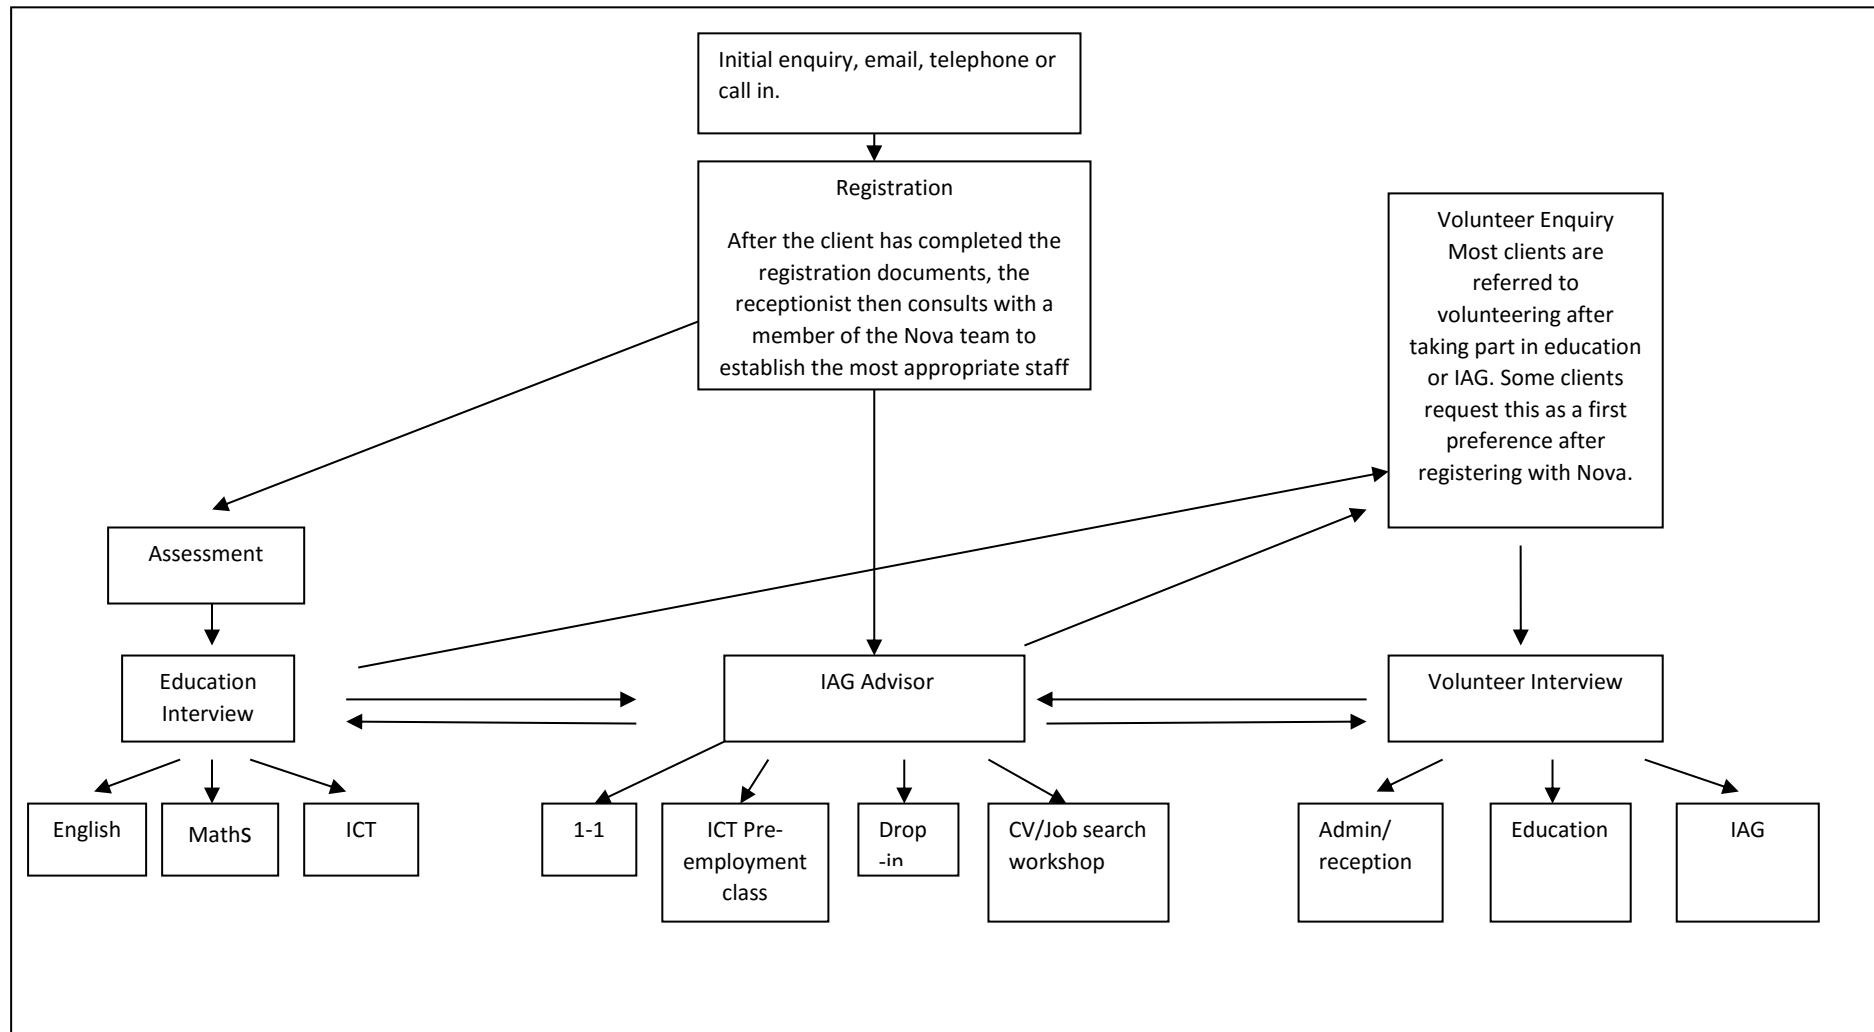 Initial enquiry, email, telephone or
call in.
Registration
After the client has completed the
registration documents, the
receptionist then consults with a
member of the Nova team to
establish the most appropriate staff
Volunteer Enquiry
Most clients are
referred to
volunteering after
taking part in education
or IAG. Some clients
request this as a first
preference after
registering with Nova.
Assessment
Education
Interview
IAG Advisor
Volunteer Interview
English
MathS
ICT
1-1
ICT Pre-
employment
class
Drop
-in
CV/Job search
workshop
Admin/
reception
Education
IAG